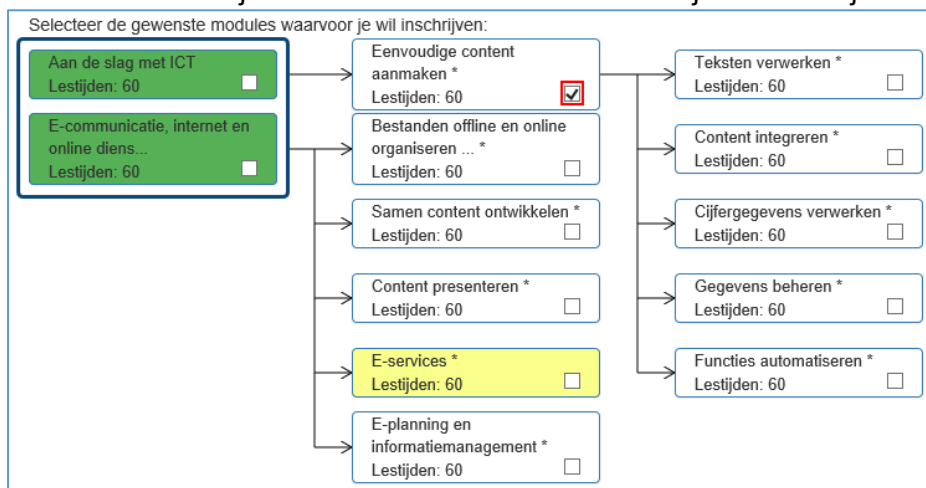 Selecteer de gewenste modules waarvoor je wil inschrijven:
Aan de slag met ICT
Lestijden: 60
E-communicatie, internet en
online diens...
Lestijden: 60
Eenvoudige content
aanmaken *
Lestijden: 60
Bestanden offline en online
organiseren ... *
Lestijden: 60
Samen content ontwikkelen *
Lestijden: 60
Content presenteren *
Lestijden: 60
E-services *
Lestijden: 60
E-planning en
informatiemanagement *
Lestijden: 60
Teksten verwerken *
Lestijden: 60
Content integreren *
Lestijden: 60
Cijfergegevens verwerken *
Lestijden: 60
Gegevens beheren *
Lestijden: 60
Functies automatiseren *
Lestijden: 60